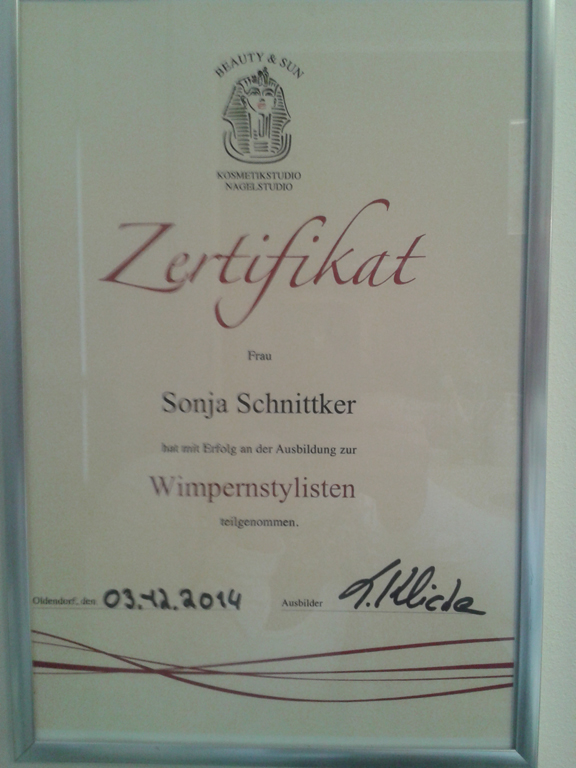 BEAUTY & SUN
KOSMETIKSTUDIO
NAGELSTUDIO
Zertifikat
Frau
Sonja Schnittker
hat mit Erfolg an der Ausbildung zur
Wimpernstylisten
teilgenommen.
Oldendorf, den 03.12.2014 Ausbilder